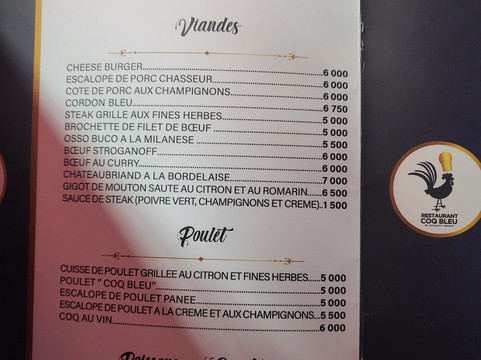 Viandes
CHEESE BURGER......6 000
ESCALOPE DE PORC CHASSEUR......6 000
COTE DE PORC AUX CHAMPIGNONS......6 000
CORDON BLEU......6 750
STEAK GRILLE AUX FINES HERBES......5 000
BROCHETTE DE FILET DE BŒUF ......5 000
OSSO BUCO A LA MILANESE ......5 500
BŒUF STROGANOFF......6 000
BŒUF AU CURRY......6 000
CHATEAUBRIAND A LA BORDELAISE......7 000
GIGOT DE MOUTON SAUTE AU CITRON ET AU ROMARIN......6 500
SAUCE DE STEAK (POIVRE VERT, CHAMPIGNONS ET CREME)..1 500
Poulet
CUISSE DE POULET GRILLEE AU CITRON ET FINES HERBES......5 000
POULET " COQ BLEU"......5 000
ESCALOPE DE POULET PANEE......5 000
ESCALOPE DE POULET A LA CREME ET AUX CHAMPIGNONS...5 500
COQ AU VIN......6 000
RESTAURANT
COQ BLEU